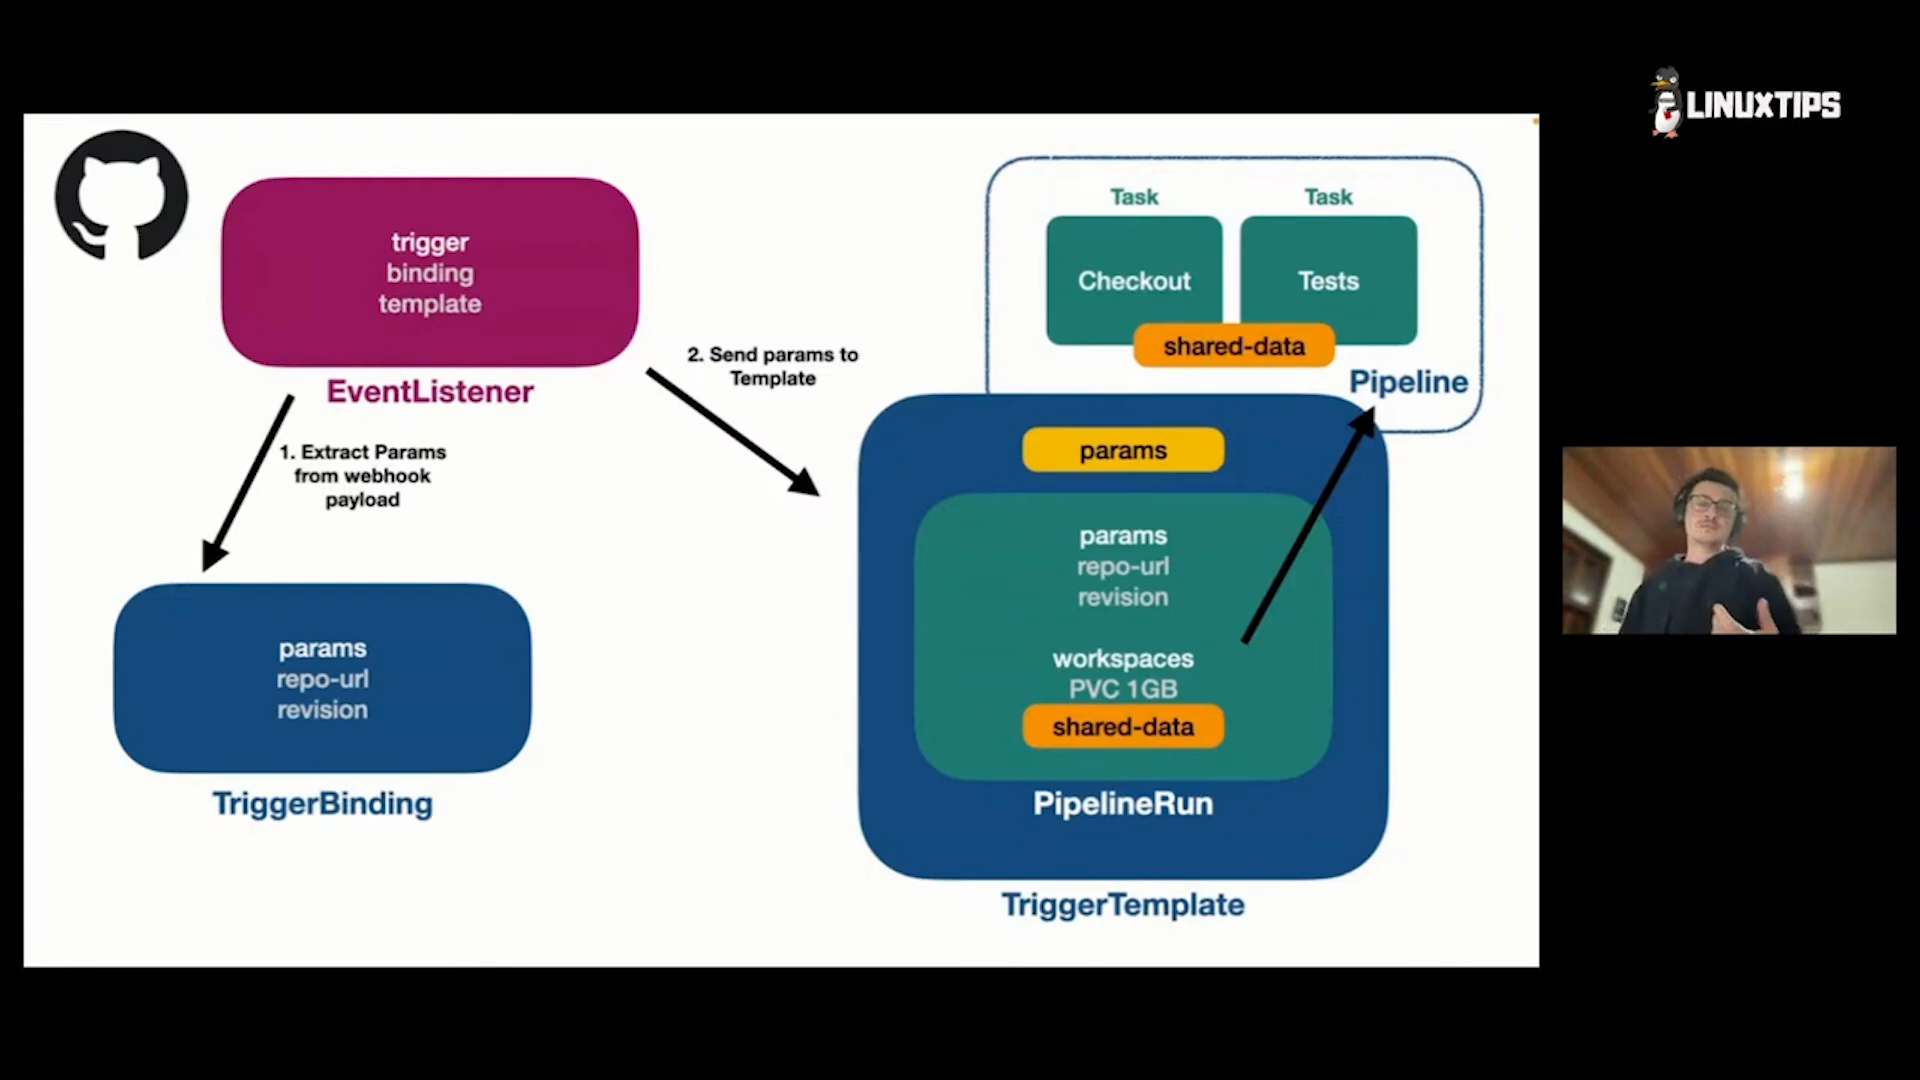 LINUXTIPS
trigger
binding
template
EventListener
1. Extract Params
from webhook
payload
2. Send params to
Template
params
repo-url
revision
TriggerBinding
Task
Task
Checkout
Tests
shared-data
Pipeline
params
params
repo-url
revision
workspaces
PVC 1GB
shared-data
PipelineRun
TriggerTemplate